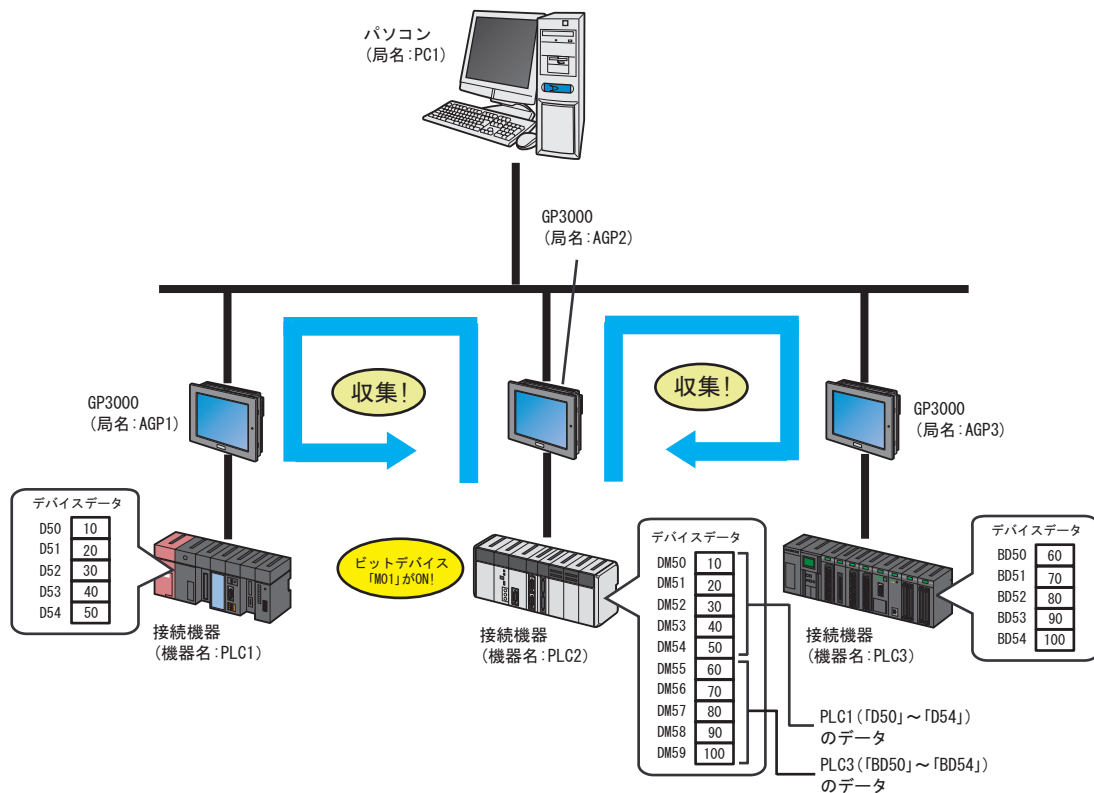 パソコン
(局名:PC1)
GP3000
(局名:AGP2)
収集!
収集!
GP3000
(局名:AGP1)
GP3000
(局名:AGP3)
デバイスデータ
D50 10
D51 20
D52 30
D53 40
D54 50
接続機器
(機器名:PLC1)
ビットデバイス
「M01」がON!
接続機器
(機器名:PLC2)
デバイスデータ
DM50 10
DM51 20
DM52 30
DM53 40
DM54 50
DM55 60
DM56 70
DM57 80
DM58 90
DM59 100
接続機器
(機器名:PLC3)
デバイスデータ
BD50 60
BD51 70
BD52 80
BD53 90
BD54 100
PLC1(「D50」～「D54」)
のデータ
PLC3(「BD50」～「BD54」)
のデータ